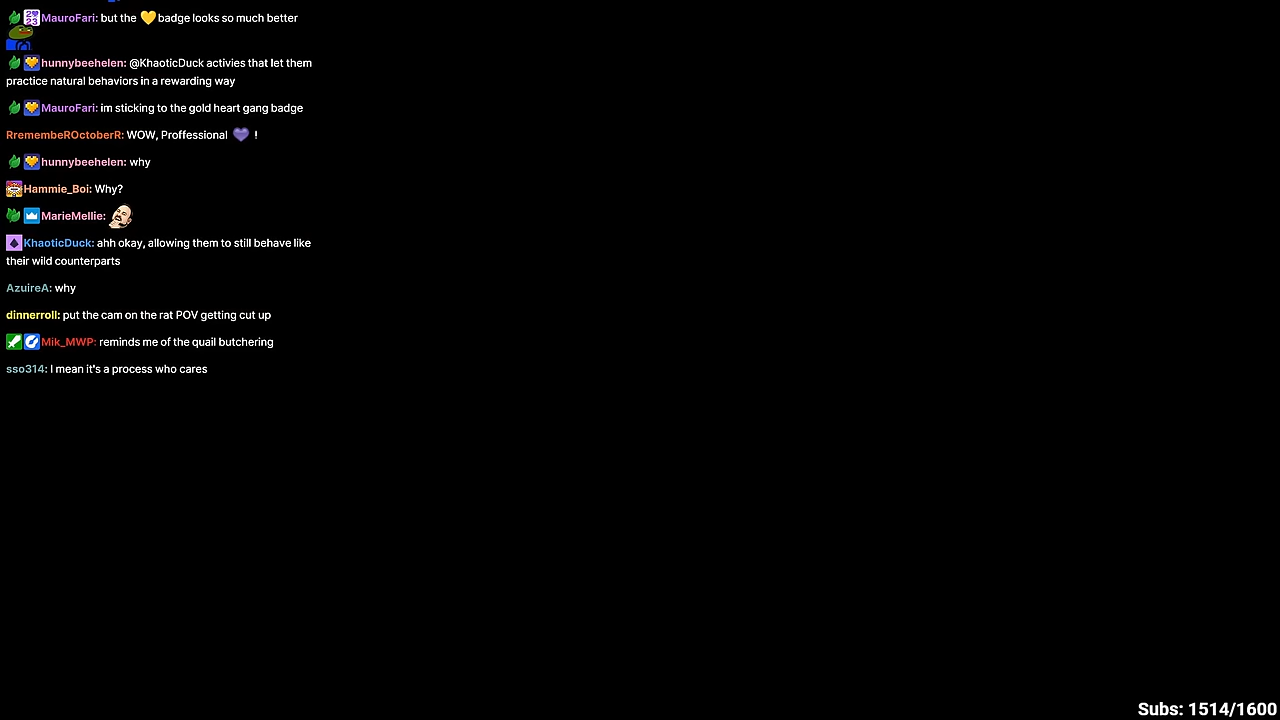 MauroFari: but the 💛 badge looks so much better
hunnybeehelen: @KhaoticDuck activies that let them
practice natural behaviors in a rewarding way
MauroFari: im sticking to the gold heart gang badge
RremembeROctobeR: WOW, Proffessional 💜 !
hunnybeehelen: why
Hammie_Boi: Why?
MarieMellie:
KhaoticDuck: ahh okay, allowing them to still behave like
their wild counterparts
AzuireA: why
dinnerroll: put the cam on the rat POV getting cut up
Mik_MWP: reminds me of the quail butchering
sso314: I mean it's a process who cares
Subs: 1514/1600